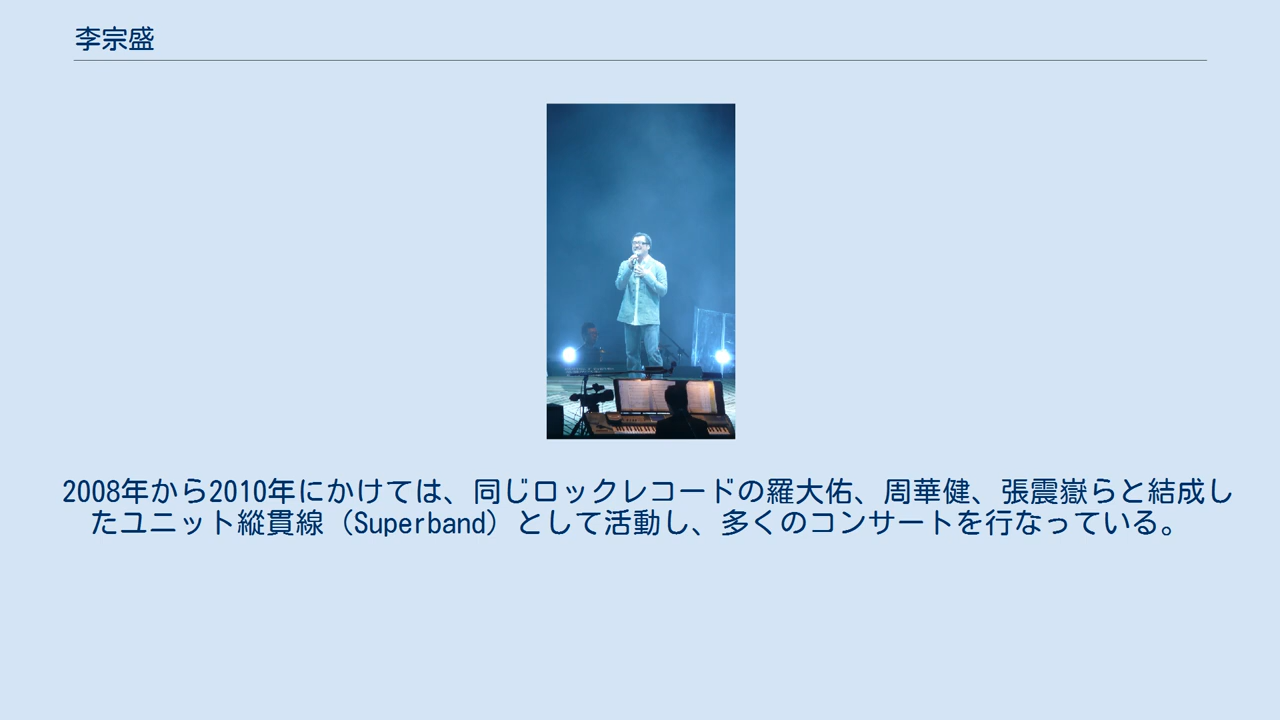 李宗盛
2008年から2010年にかけては、同じロックレコードの羅大佑、周華健、張震嶽らと結成し
たユニット縦貫線（Superband）として活動し、多くのコンサートを行なっている。